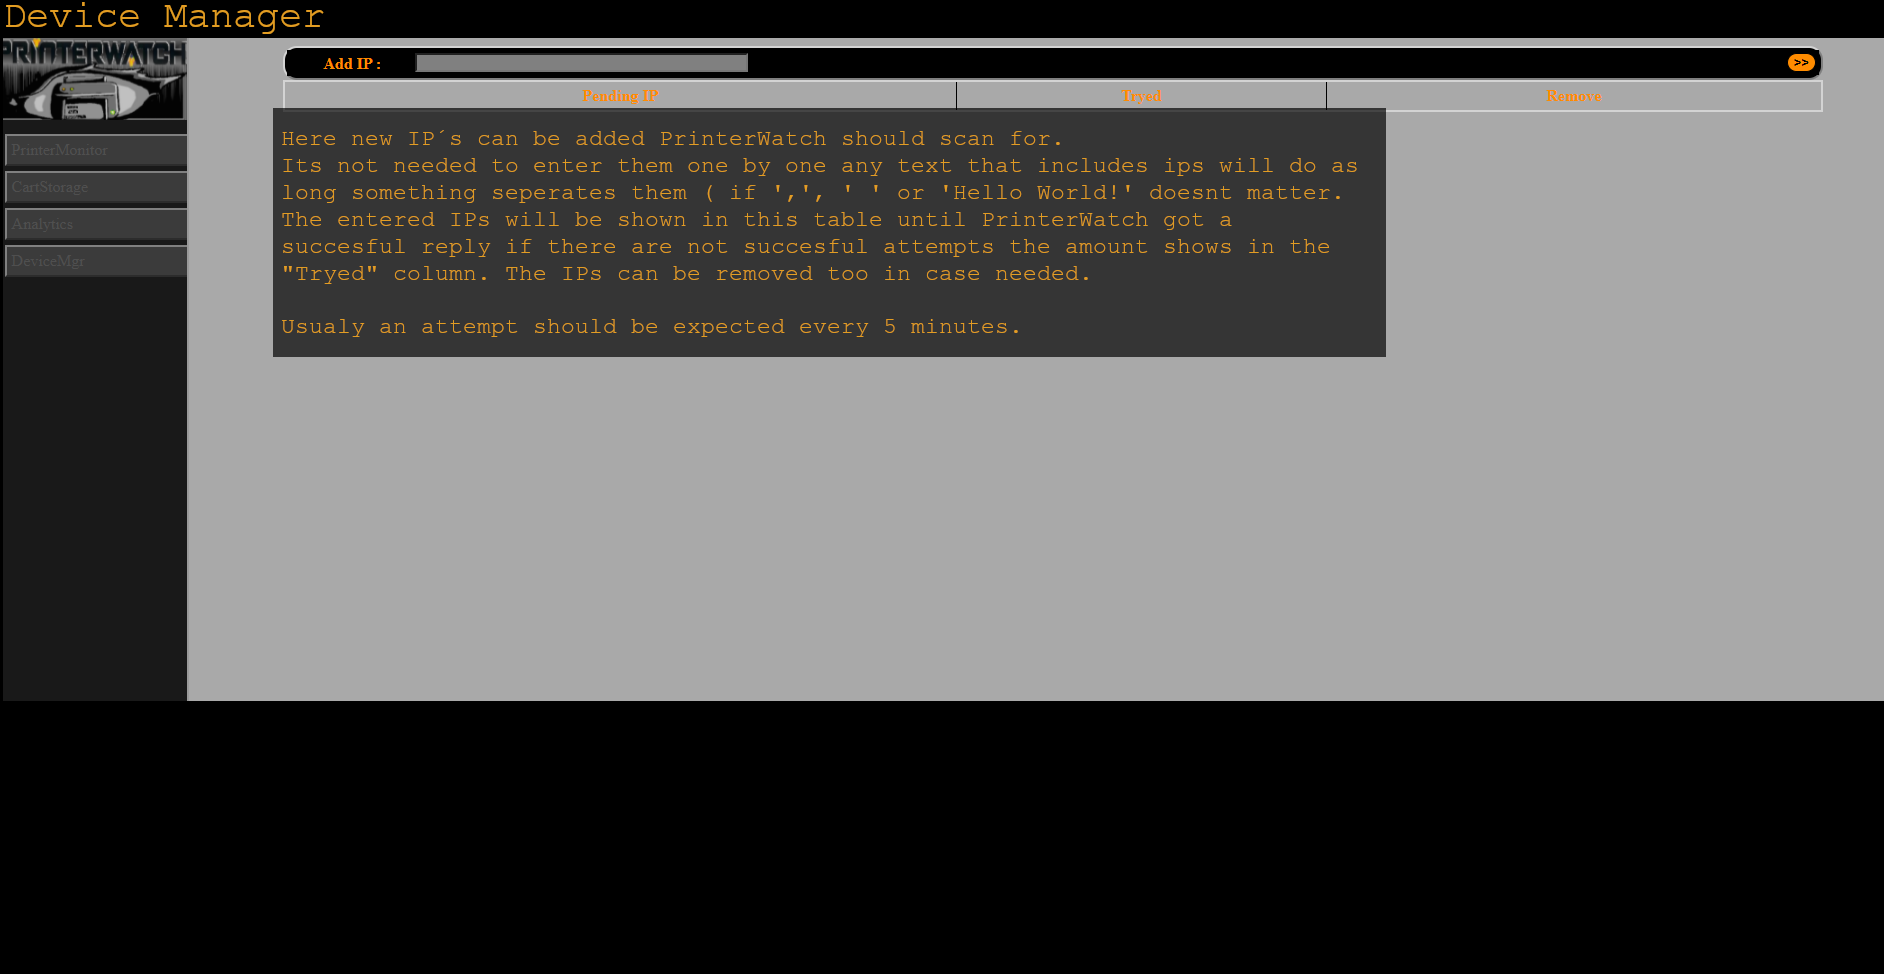 Device Manager
PRINTERWATCH
Add IP :
>>
Pending IP
Tryed
Remove
PrinterMonitor
CartStorage
Analytics
DeviceMgr
Here new IP´s can be added PrinterWatch should scan for.
Its not needed to enter them one by one any text that includes ips will do as
long something seperates them ( if ',', ' ' or 'Hello World!' doesnt matter.
The entered IPs will be shown in this table until PrinterWatch got a
succesful reply if there are not succesful attempts the amount shows in the
"Tryed" column. The IPs can be removed too in case needed.
Usualy an attempt should be expected every 5 minutes.